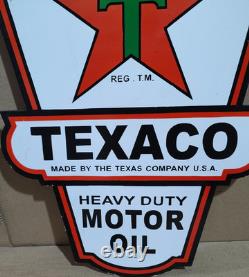 T
REG. T.M.
TEXACO
MADE BY THE TEXAS COMPANY U.S.A.
HEAVY DUTY
MOTOR
OIL